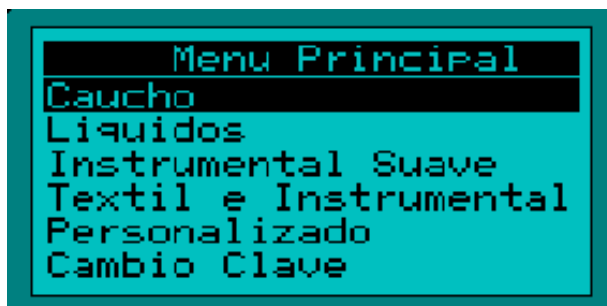 Menu Principal
Caucho
Liquidos
Instrumental Suave
Textil e Instrumental
Personalizado
Cambio Clave